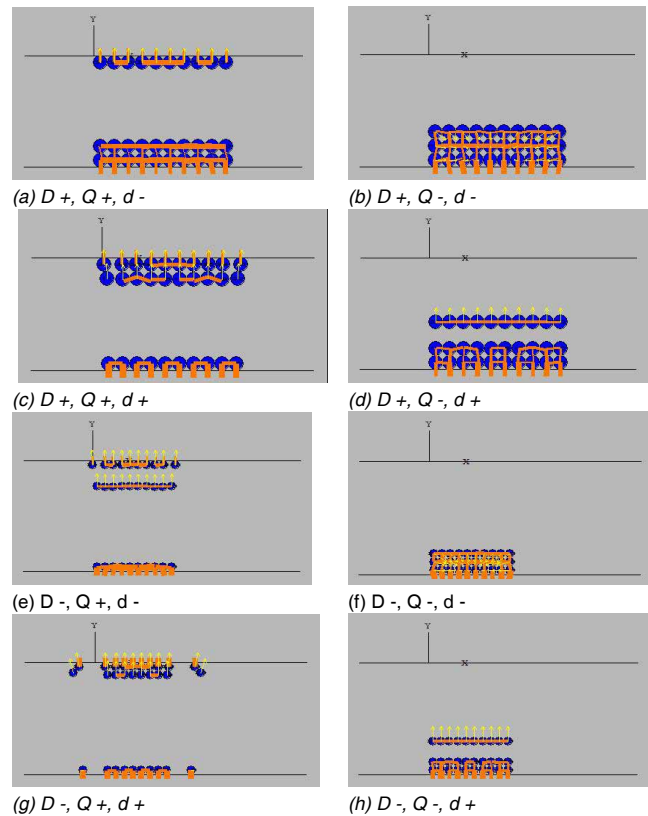 Y
Y
X
(a) D +, Q +, d -
(b) D +, Q -, d -
Y
Y
X
(c) D +, Q +, d +
(d) D +, Q -, d +
Y
Y
X
(e) D -, Q +, d -
(f) D -, Q -, d -
Y
Y
X
(g) D -, Q +, d +
(h) D -, Q -, d +